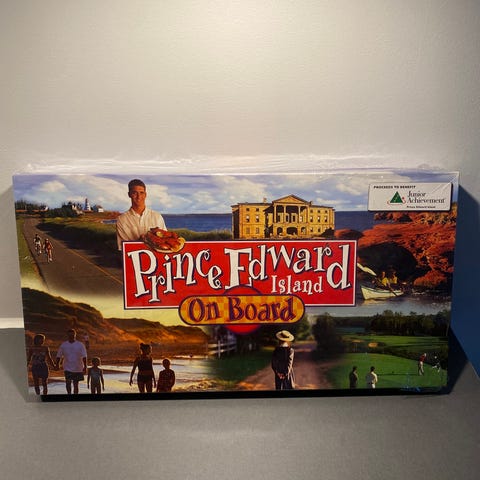 PROCEEDS TO BENEFIT
Junior
Achievement
Prince Edward Island
Prince Edward
Island
On Board